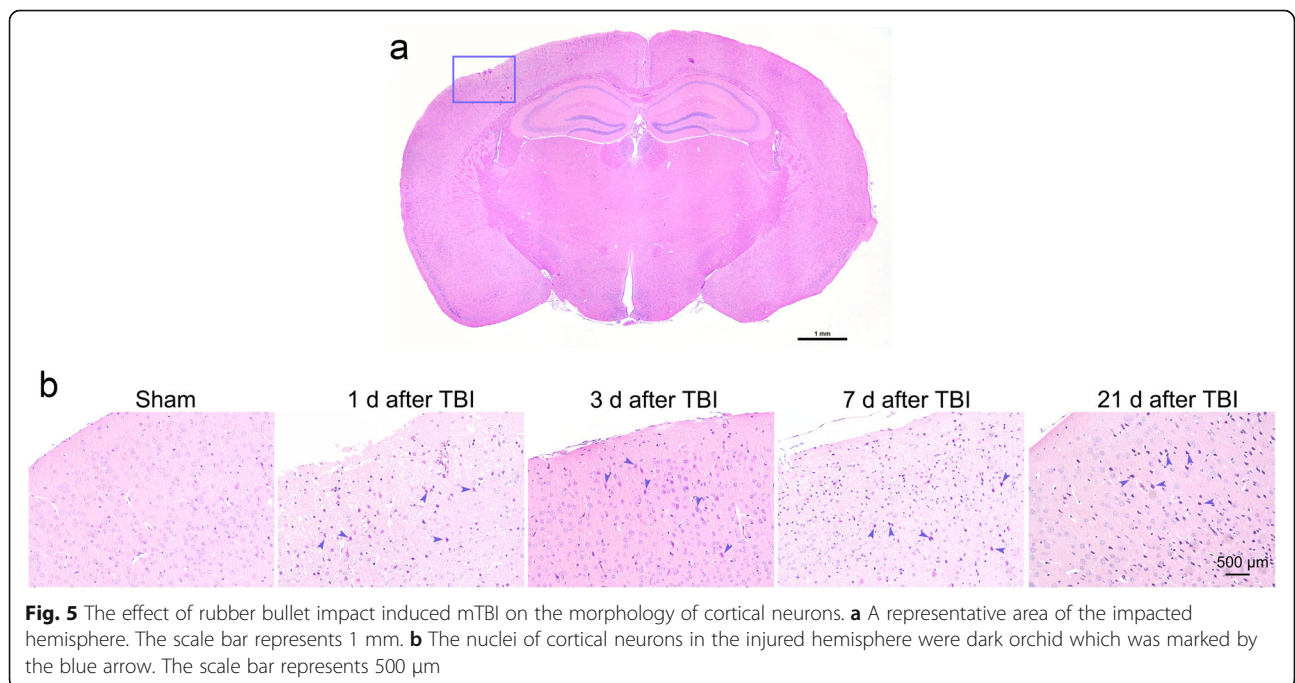 a
1 mm
b
Sham
1 d after TBI
3 d after TBI
7 d after TBI
21 d after TBI
500 µm
Fig. 5 The effect of rubber bullet impact induced mTBI on the morphology of cortical neurons. a A representative area of the impacted
hemisphere. The scale bar represents 1 mm. b The nuclei of cortical neurons in the injured hemisphere were dark orchid which was marked by
the blue arrow. The scale bar represents 500 µm